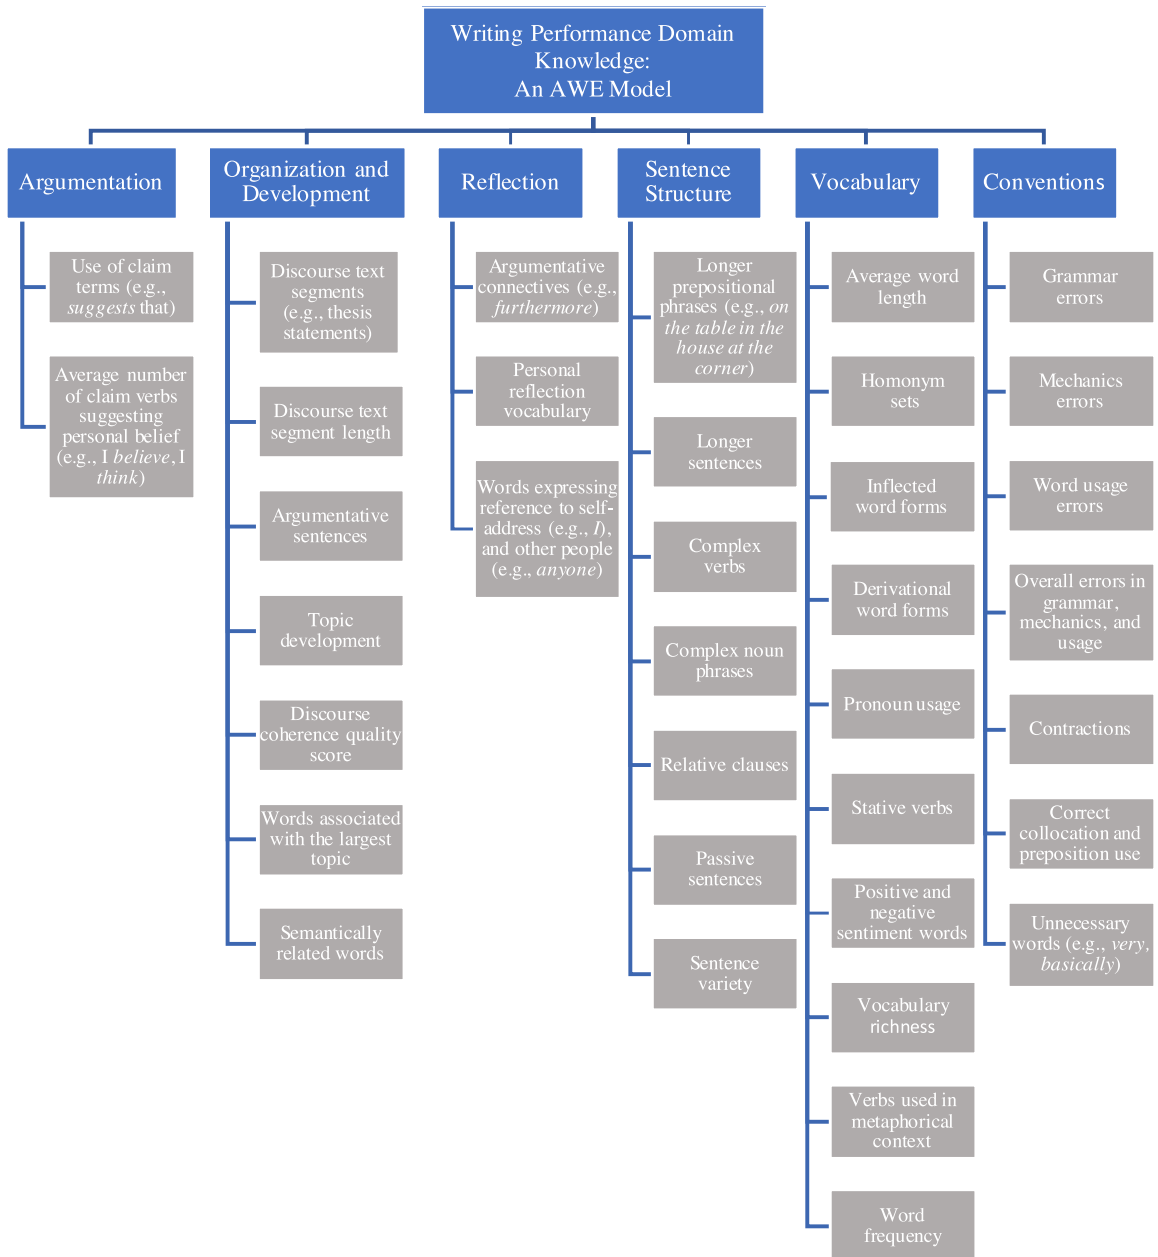 Writing Performance Domain
Knowledge:
An AWE Model
Argumentation
Use of claim
terms (e.g.,
suggests that)
Average number
of claim verbs
suggesting
personal belief
(e.g., I believe, I
think)
Organization and
Development
Discourse text
segments
(e.g., thesis
statements)
Discourse text
segment length
Argumentative
sentences
Topic
development
Discourse
coherence quality
score
Words associated
with the largest
topic
Semantically
related words
Reflection
Argumentative
connectives (e.g.,
furthermore)
Personal
reflection
vocabulary
Words expressing
reference to self-
address (e.g., I), 
and other people
(e.g., anyone)
Sentence
Structure
Longer
prepositional
phrases (e.g., on
the table in the
house at the
corner)
Longer
sentences
Complex
verbs
Complex noun
phrases
Relative clauses
Passive
sentences
Sentence
variety
Vocabulary
Average word
length
Homonym
sets
Inflected
word forms
Derivational
word forms
Pronoun usage
Stative verbs
Positive and
negative
sentiment words
Vocabulary
richness
Verbs used in
metaphorical
context
Word
frequency
Conventions
Grammar
errors
Mechanics
errors
Word usage
errors
Overall errors in
grammar,
mechanics, and
usage
Contractions
Correct
collocation and
preposition use
Unnecessary
words (e.g., very,
basically)